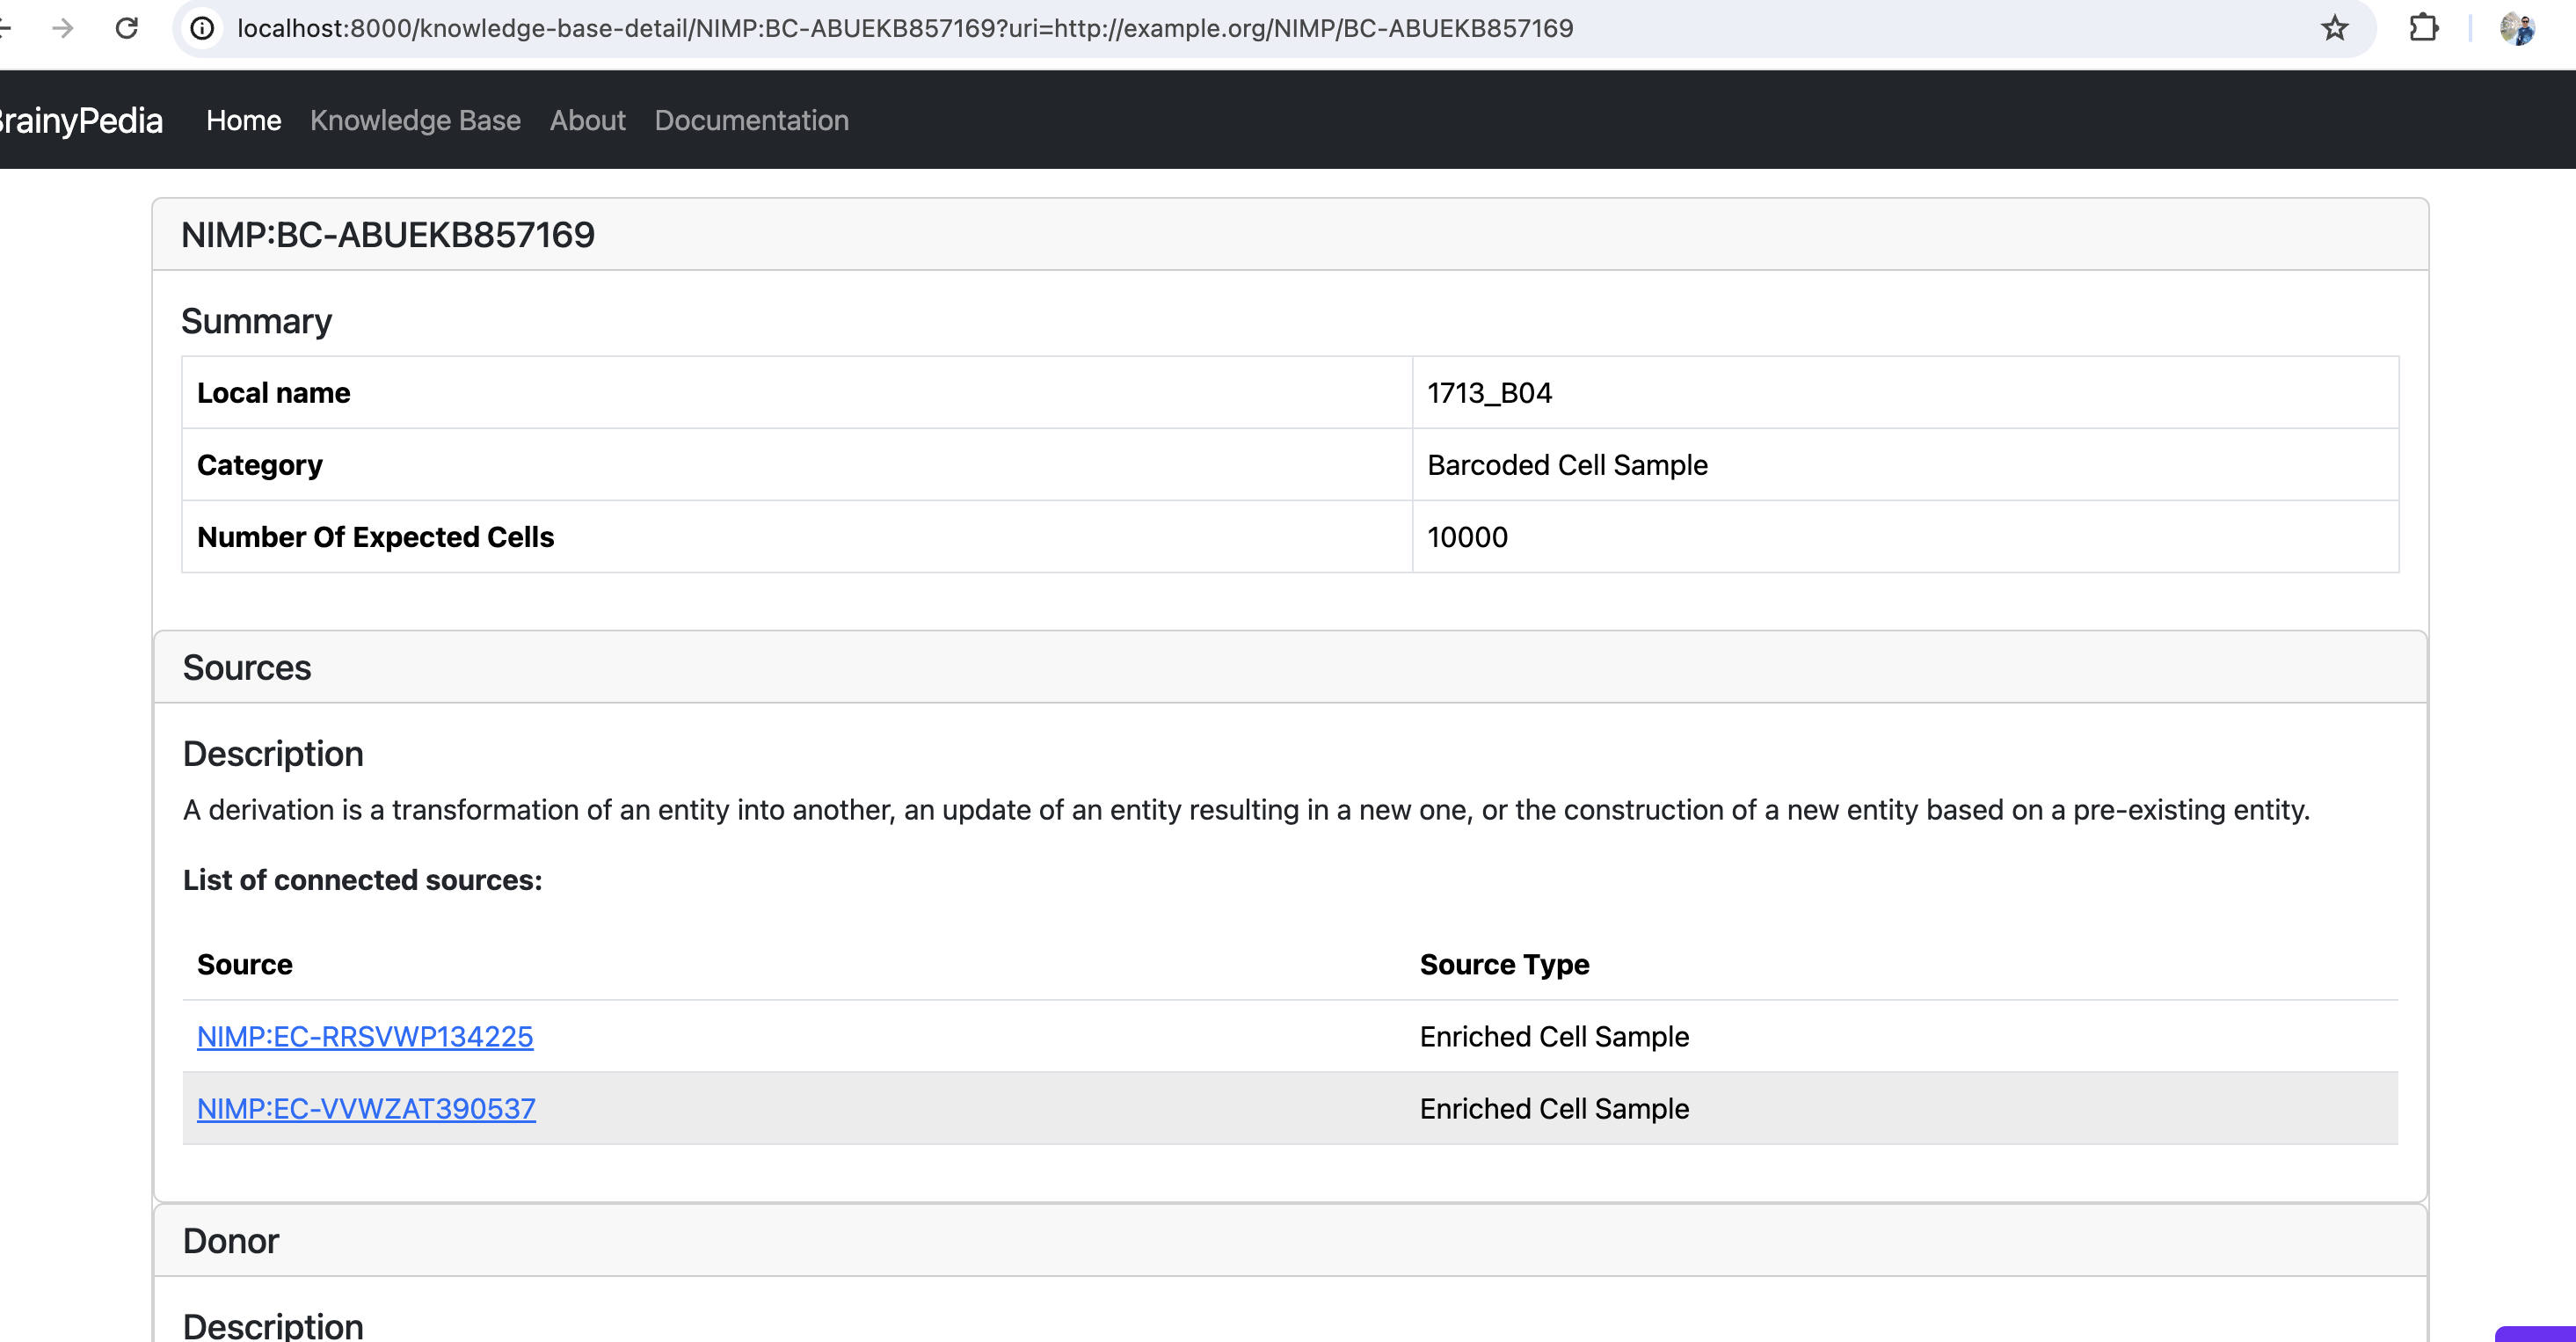 localhost:8000/knowledge-base-detail/NIMP:BC-ABUEKB857169?uri=http://example.org/NIMP/BC-ABUEKB857169
BrainyPedia Home Knowledge Base About Documentation
NIMP:BC-ABUEKB857169
Summary
Local name 1713_B04
Category Barcoded Cell Sample
Number Of Expected Cells 10000
Sources
Description
A derivation is a transformation of an entity into another, an update of an entity resulting in a new one, or the construction of a new entity based on a pre-existing entity.
List of connected sources:
Source Source Type
NIMP:EC-RRSVWP134225 Enriched Cell Sample
NIMP:EC-VVWZAT390537 Enriched Cell Sample
Donor
Description